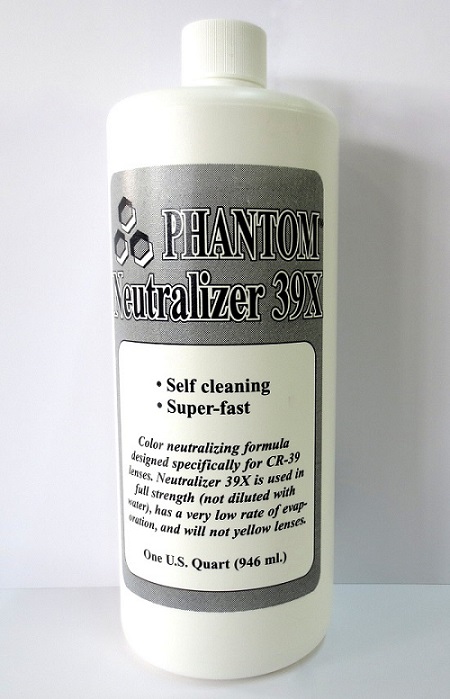 PHANTOM™
Neutralizer 39X
• Self cleaning
• Super-fast
Color neutralizing formula
designed specifically for CR-39
lenses. Neutralizer 39X is used in
full strength (not diluted with
water), has a very low rate of evap-
oration, and will not yellow lenses.
One U.S. Quart (946 ml.)